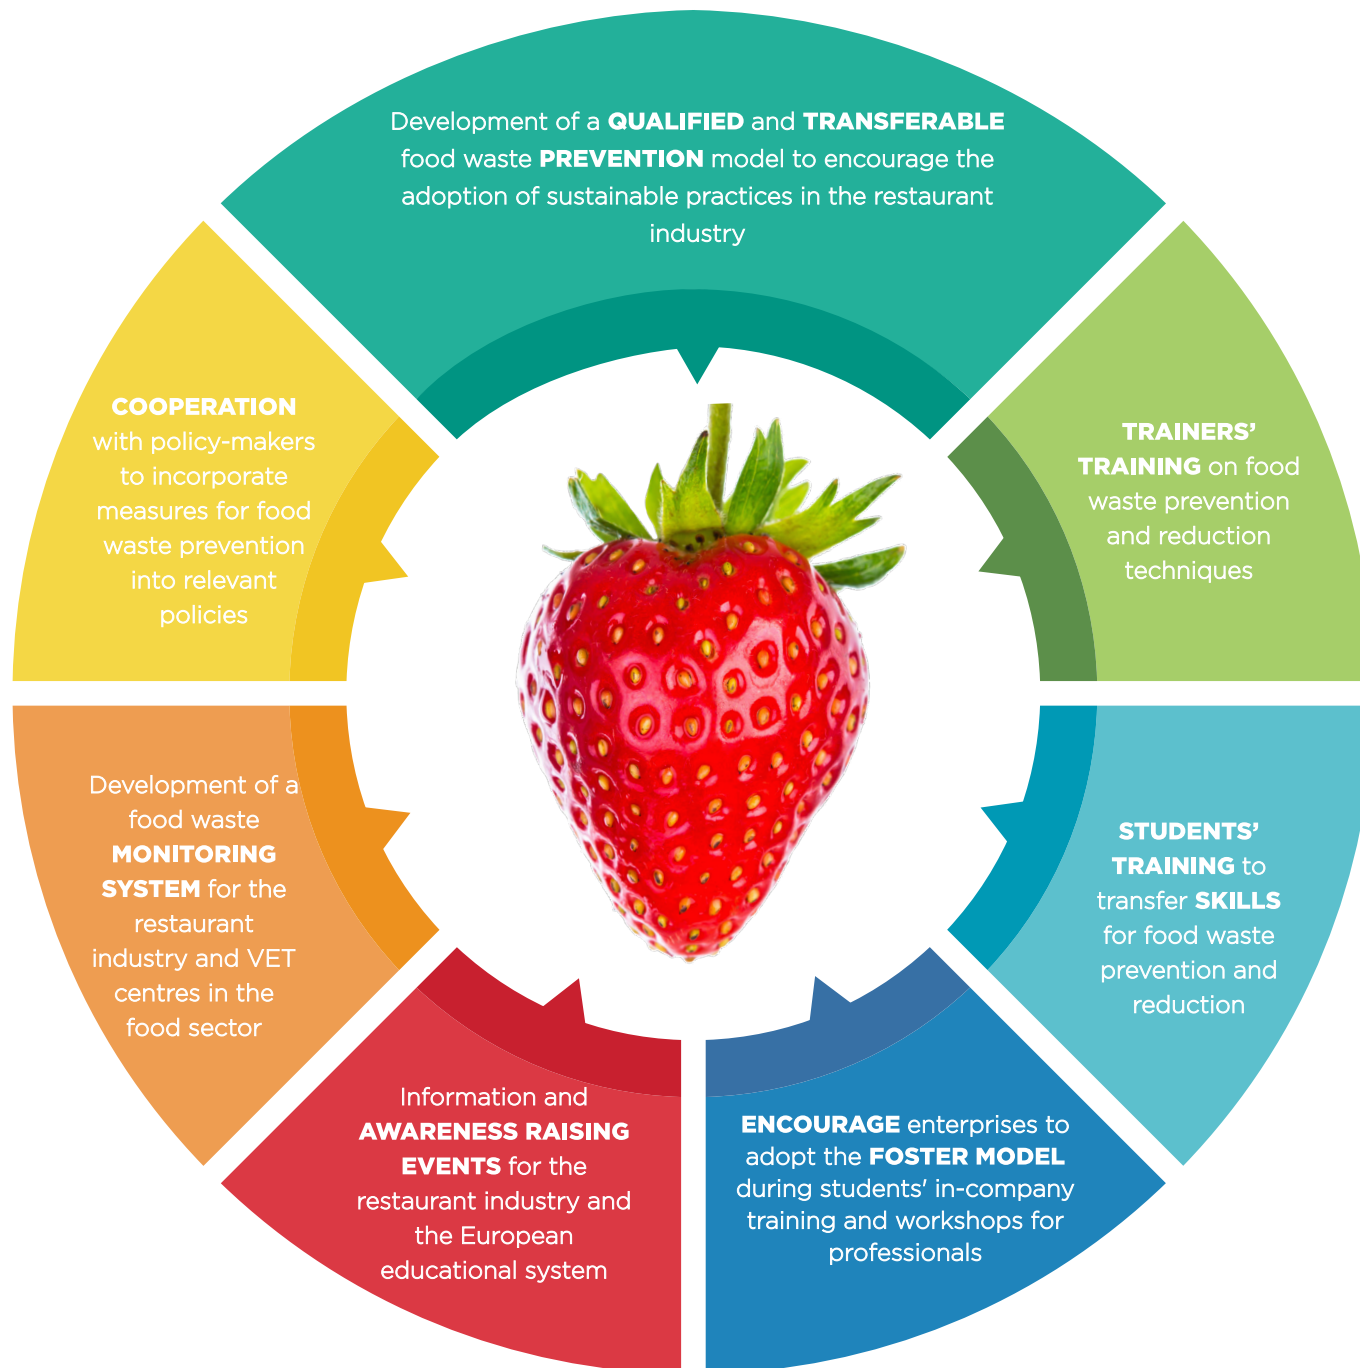 Development of a QUALIFIED and TRANSFERABLE
food waste PREVENTION model to encourage the
adoption of sustainable practices in the restaurant
industry
TRAINERS’
TRAINING on food
waste prevention
and reduction
techniques
STUDENTS’
TRAINING to
transfer SKILLS
for food waste
prevention and
reduction
ENCOURAGE enterprises to
adopt the FOSTER MODEL
during students' in-company
training and workshops for
professionals
Information and
AWARENESS RAISING
EVENTS for the
restaurant industry and
the European
educational system
Development of a
food waste
MONITORING
SYSTEM for the
restaurant
industry and VET
centres in the
food sector
COOPERATION
with policy-makers
to incorporate
measures for food
waste prevention
into relevant
policies